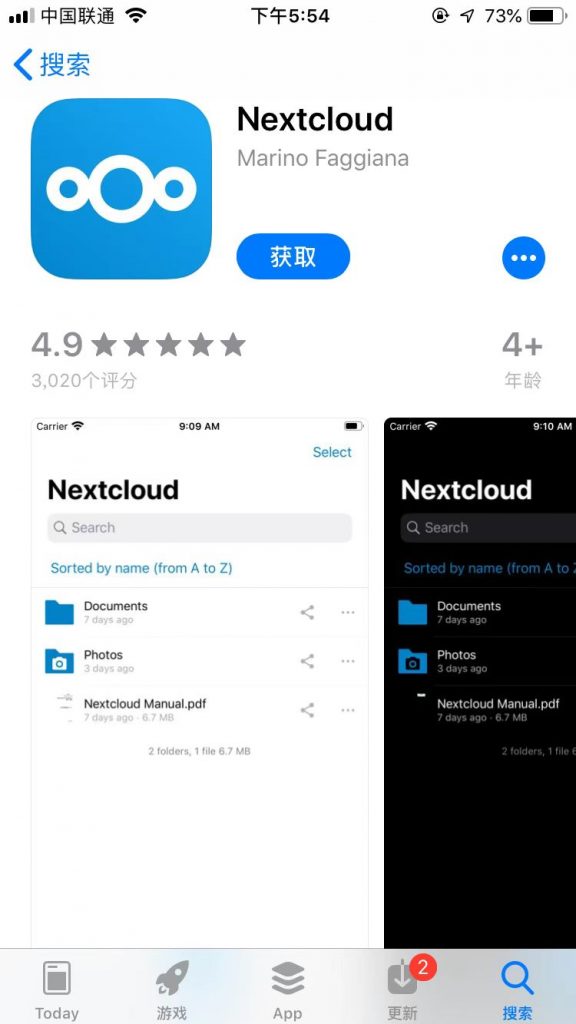 中国联通 下午5:54 73%
搜索
Nextcloud
Marino Faggiana
获取
4.9 4+
3,020个评分 年龄
Carrier 9:09 AM
Select
Nextcloud
Search
Sorted by name (from A to Z)
Documents
7 days ago
Photos
3 days ago
Nextcloud Manual.pdf
7 days ago · 6.7 MB
2 folders, 1 file 6.7 MB
Carrier 9:10 AM
Nextcloud
Search
Sorted by name (from A to Z
Documents
7 days ago
Photos
3 days ago
Nextcloud Manual.pdf
7 days ago · 6.7 MB
2 folders, 1 file 6
Today 游戏 App 更新 2 搜索